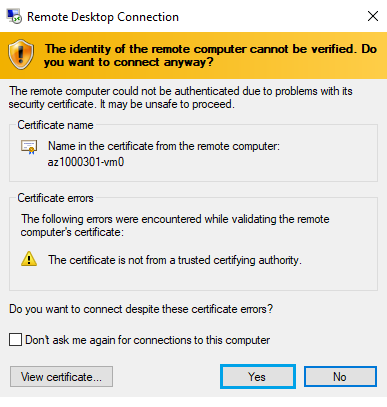 Remote Desktop Connection
The identity of the remote computer cannot be verified. Do
you want to connect anyway?
The remote computer could not be authenticated due to problems with its
security certificate. It may be unsafe to proceed.
Certificate name
Name in the certificate from the remote computer:
az1000301-vm0
Certificate errors
The following errors were encountered while validating the remote
computer's certificate:
The certificate is not from a trusted certifying authority.
Do you want to connect despite these certificate errors?
Don't ask me again for connections to this computer
View certificate...
Yes
No